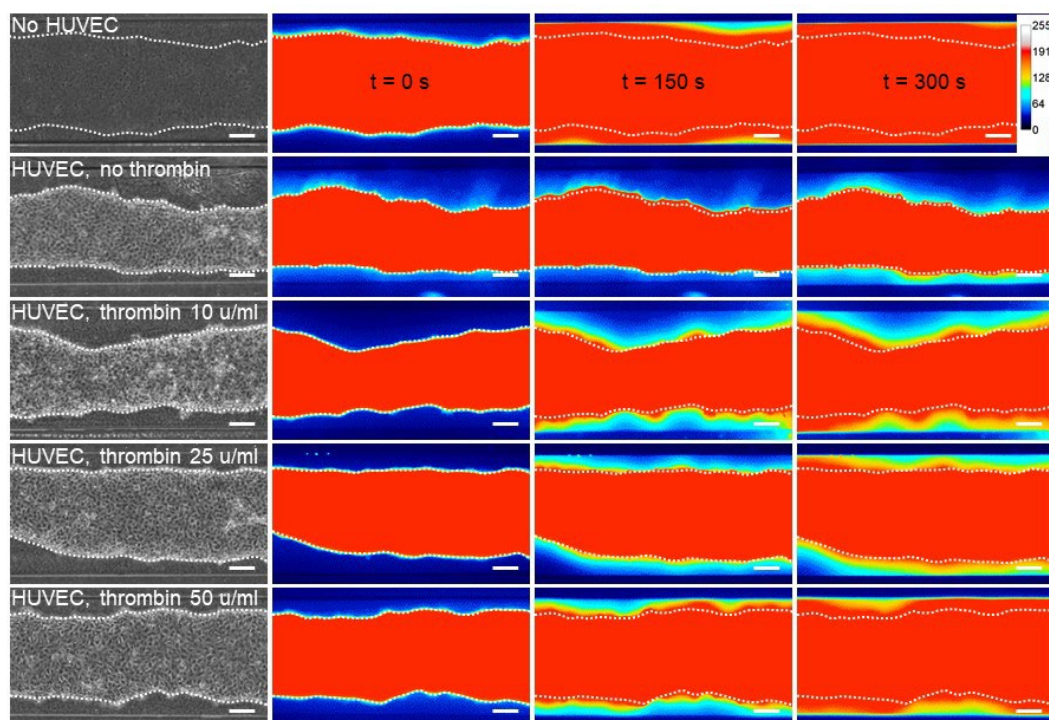 No HUVEC
t = 0 s
t = 150 s
t = 300 s
255
191
128
64
0
HUVEC, no thrombin
HUVEC, thrombin 10 u/ml
HUVEC, thrombin 25 u/ml
HUVEC, thrombin 50 u/ml